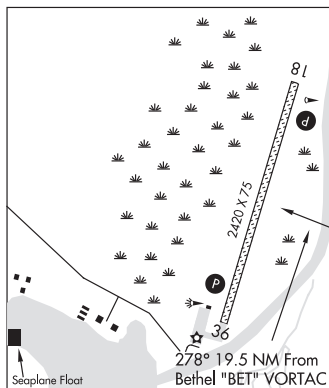 18
P
2420 X 75
P
36
278° 19.5 NM From
Bethel "BET" VORTAC
Seaplane Float